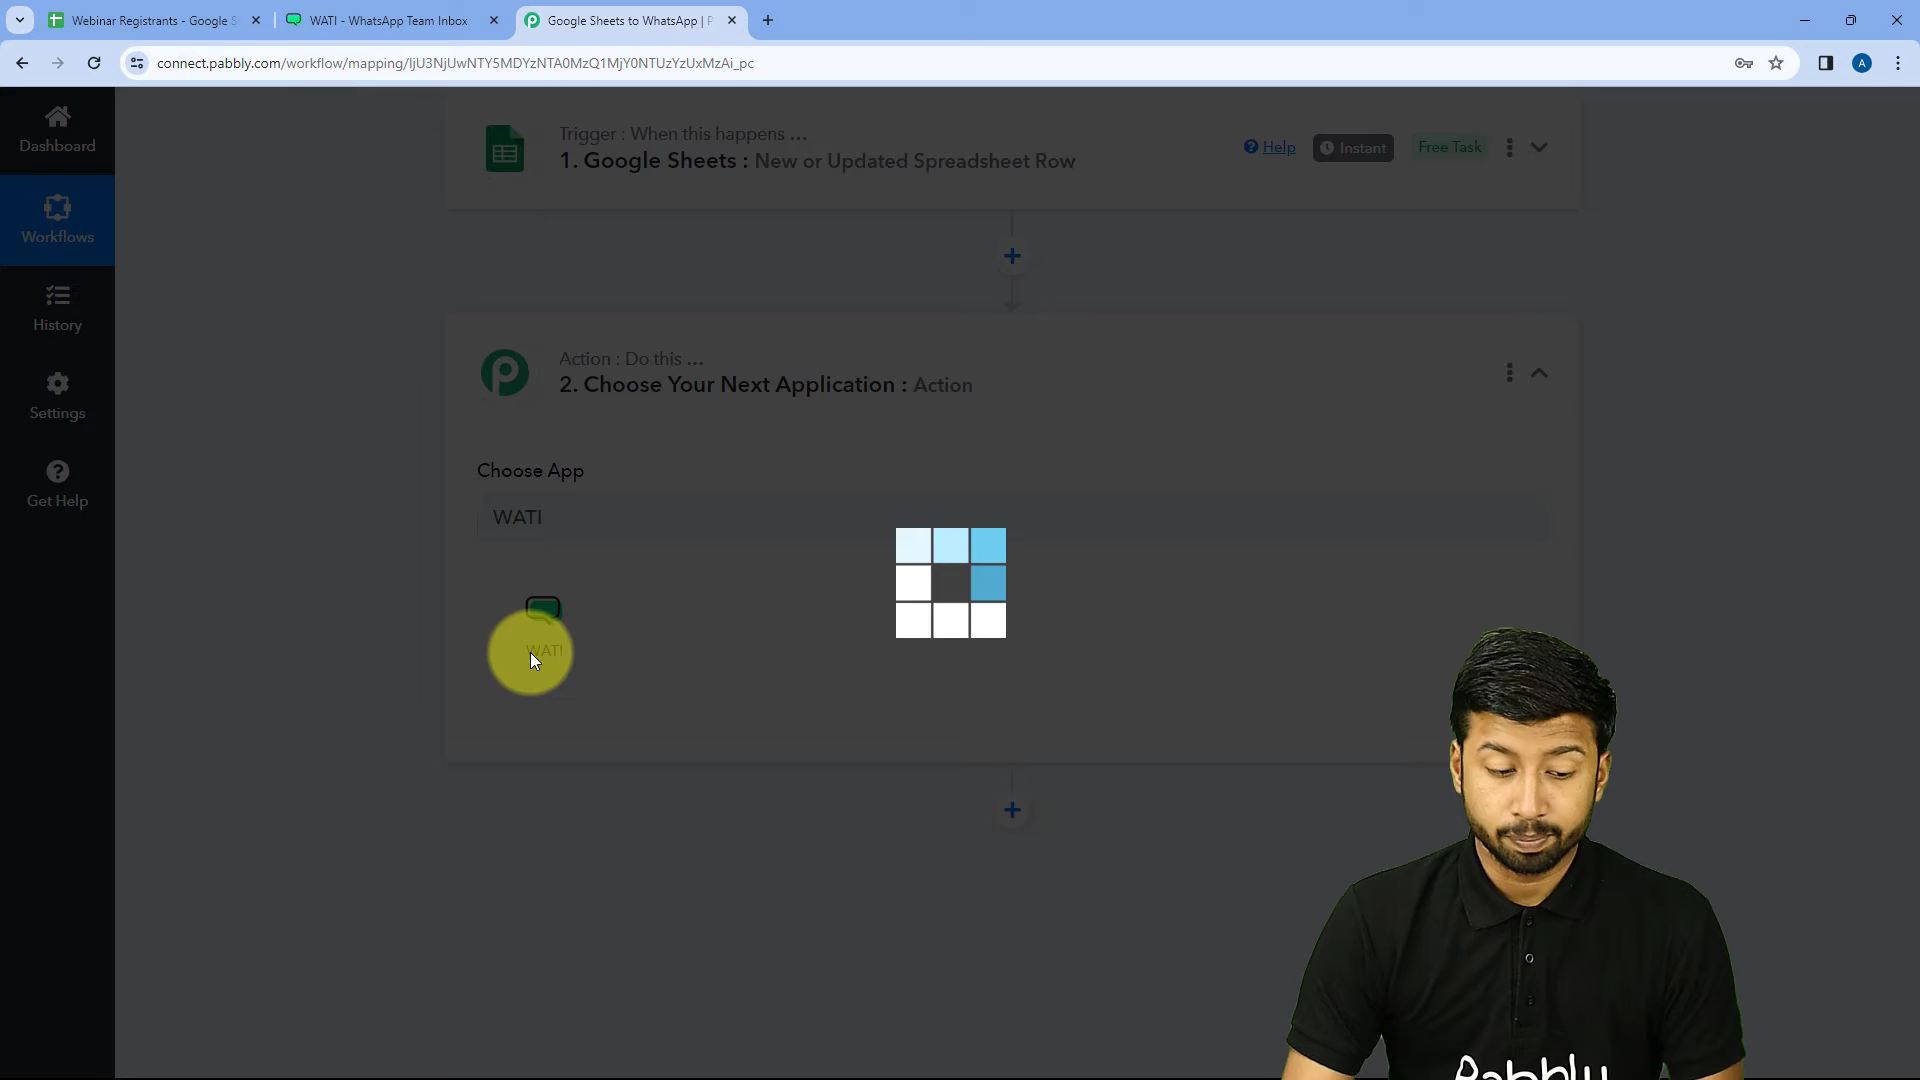 Webinar Registrants - Google S
WATI - WhatsApp Team Inbox
Google Sheets to WhatsApp | P
connect.pabbly.com/workflow/mapping/IjU3NjUwNTY5MDYzNTA0MzQ1MjY0NTUzYzUxMzAi_pc
A
Dashboard
Workflows
History
Settings
Get Help
Trigger : When this happens ...
1. Google Sheets : New or Updated Spreadsheet Row
Help
Instant
Free Task
Action : Do this ...
2. Choose Your Next Application : Action
Choose App
WATI
WATI
Pabbly